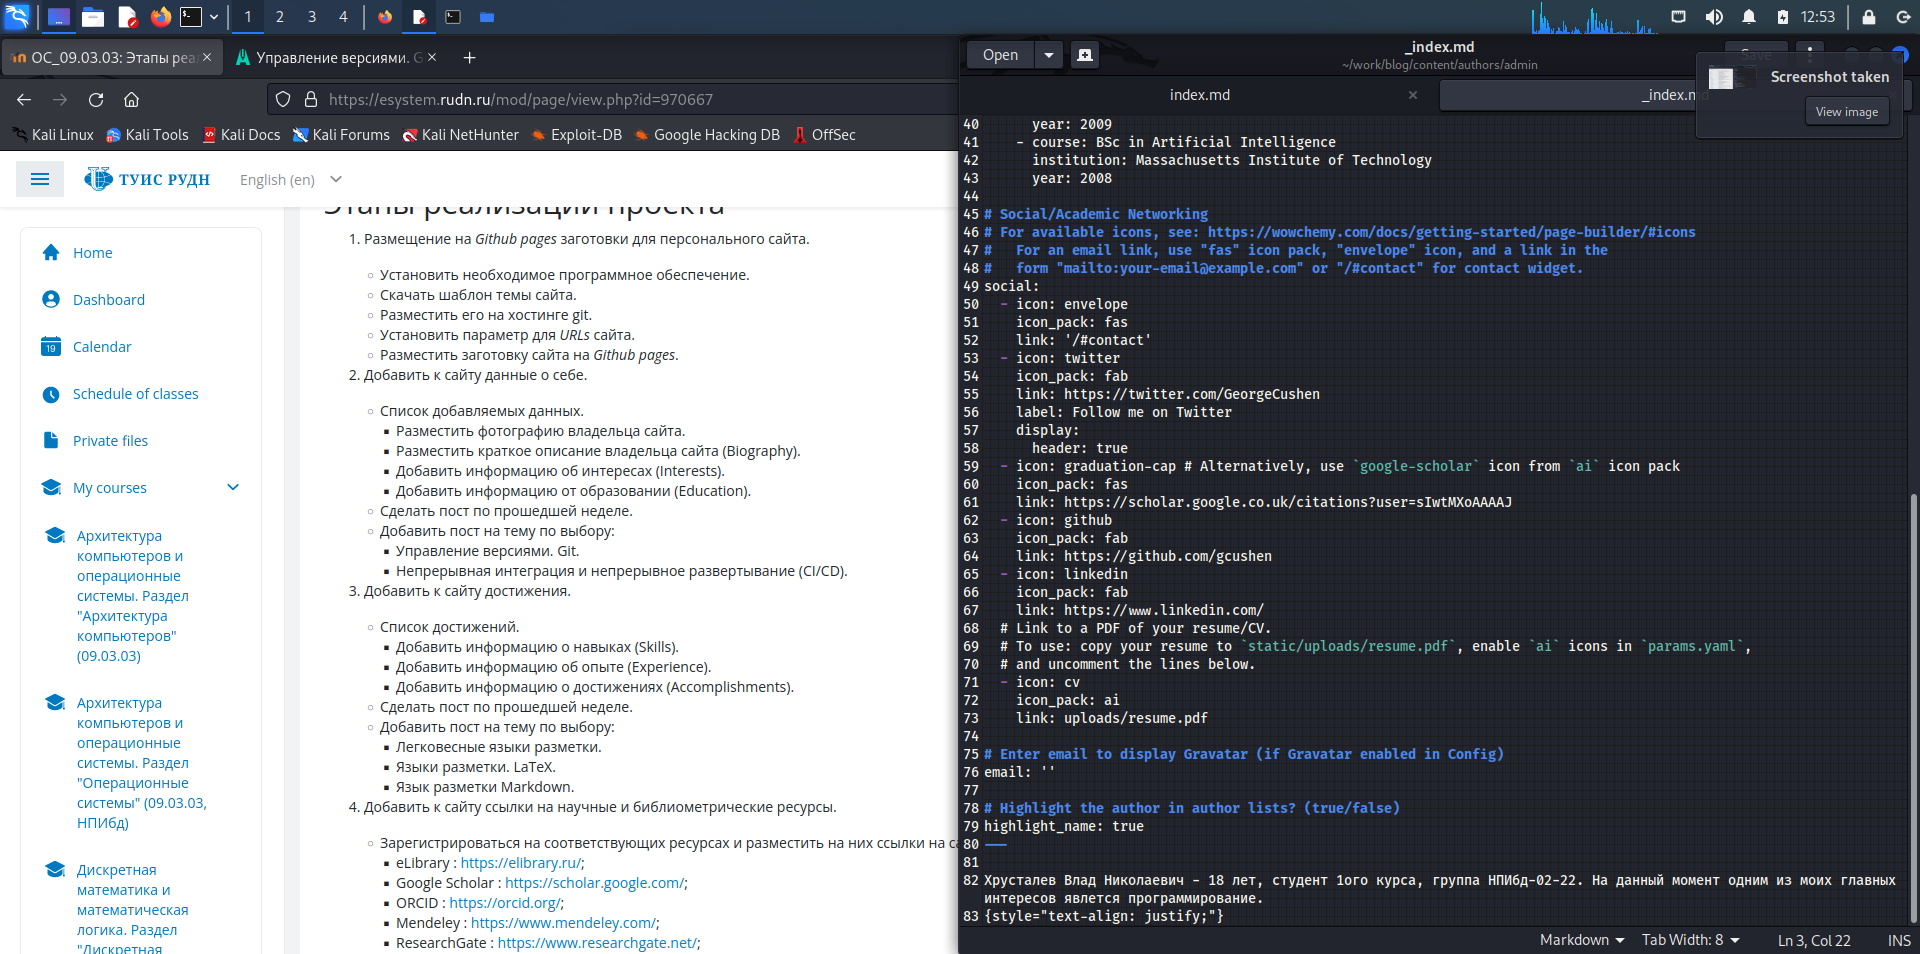 1
2
3
4
12:53
ОС_09.03.03: Этапы реа
Управление версиями. G
https://esystem.rudn.ru/mod/page/view.php?id=970667
Kali Linux
Kali Tools
Kali Docs
Kali Forums
Kali NetHunter
Exploit-DB
Google Hacking DB
OffSec
ТУИС РУДН
English (en)
Home
Dashboard
19
Calendar
Schedule of classes
Private files
My courses
Архитектура
компьютеров и
операционные
системы. Раздел
"Архитектура
компьютеров"
(09.03.03)
Архитектура
компьютеров и
операционные
системы. Раздел
"Операционные
системы" (09.03.03,
НПИбд)
Дискретная
математика и
математическая
логика. Раздел
"Дискретная
Этапы реализации проекта
1. Размещение на Github pages заготовки для персонального сайта.
Установить необходимое программное обеспечение.
Скачать шаблон темы сайта.
Разместить его на хостинге git.
Установить параметр для URLs сайта.
Разместить заготовку сайта на Github pages.
2. Добавить к сайту данные о себе.
Список добавляемых данных.
Разместить фотографию владельца сайта.
Разместить краткое описание владельца сайта (Biography).
Добавить информацию об интересах (Interests).
Добавить информацию от образовании (Education).
Сделать пост по прошедшей неделе.
Добавить пост на тему по выбору:
Управление версиями. Git.
Непрерывная интеграция и непрерывное развертывание (CI/CD).
3. Добавить к сайту достижения.
Список достижений.
Добавить информацию о навыках (Skills).
Добавить информацию об опыте (Experience).
Добавить информацию о достижениях (Accomplishments).
Сделать пост по прошедшей неделе.
Добавить пост на тему по выбору:
Легковесные языки разметки.
Языки разметки. LaTeX.
Язык разметки Markdown.
4. Добавить к сайту ссылки на научные и библиометрические ресурсы.
Зарегистрироваться на соответствующих ресурсах и разместить на них ссылки на са
eLibrary : https://elibrary.ru/;
Google Scholar : https://scholar.google.com/;
ORCID : https://orcid.org/;
Mendeley : https://www.mendeley.com/;
ResearchGate : https://www.researchgate.net/;
Open
_index.md
~/work/blog/content/authors/admin
Save
Screenshot taken
View image
index.md
_index.m
40 year: 2009
41 - course: BSc in Artificial Intelligence
42 institution: Massachusetts Institute of Technology
43 year: 2008
44
45 # Social/Academic Networking
46 # For available icons, see: https://wowchemy.com/docs/getting-started/page-builder/#icons
47 # For an email link, use "fas" icon pack, "envelope" icon, and a link in the
48 # form "mailto:your-email@example.com" or "/#contact" for contact widget.
49 social:
50 - icon: envelope
51 icon_pack: fas
52 link: '/#contact'
53 - icon: twitter
54 icon_pack: fab
55 link: https://twitter.com/GeorgeCushen
56 label: Follow me on Twitter
57 display:
58 header: true
59 - icon: graduation-cap # Alternatively, use `google-scholar` icon from `ai` icon pack
60 icon_pack: fas
61 link: https://scholar.google.co.uk/citations?user=sIwtMXoAAAAJ
62 - icon: github
63 icon_pack: fab
64 link: https://github.com/gcushen
65 - icon: linkedin
66 icon_pack: fab
67 link: https://www.linkedin.com/
68 # Link to a PDF of your resume/CV.
69 # To use: copy your resume to `static/uploads/resume.pdf`, enable `ai` icons in `params.yaml`,
70 # and uncomment the lines below.
71 - icon: cv
72 icon_pack: ai
73 link: uploads/resume.pdf
74
75 # Enter email to display Gravatar (if Gravatar enabled in Config)
76 email: ''
77
78 # Highlight the author in author lists? (true/false)
79 highlight_name: true
80 ---
81
82 Хрусталев Влад Николаевич - 18 лет, студент 1ого курса, группа НПИбд-02-22. На данный момент одним из моих главных
интересов явлется программирование.
83 {style="text-align: justify;"}
Markdown
Tab Width: 8
Ln 3, Col 22
INS